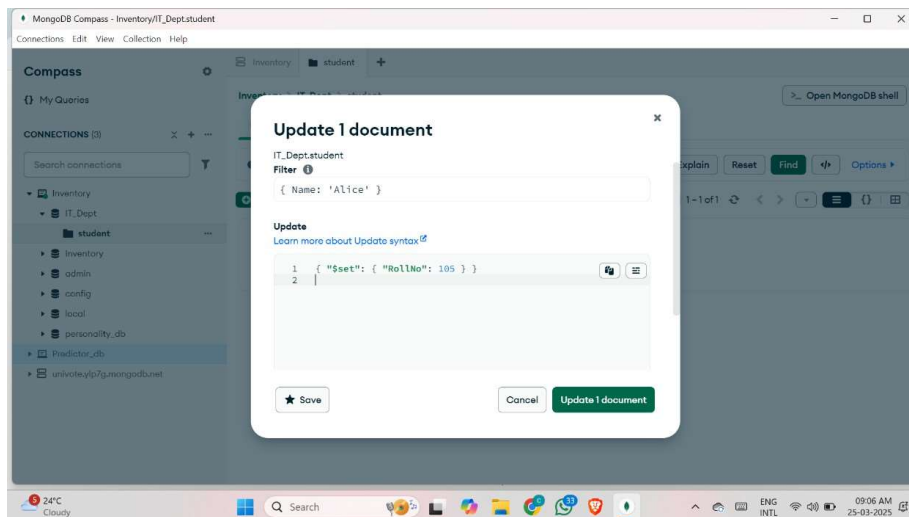 MongoDB Compass - Inventory/IT_Dept.student
Connections Edit View Collection Help
Compass
{} My Queries
CONNECTIONS (3)
Search connections
Inventory
IT_Dept
student
Inventory
admin
config
local
personality_db
Predictor_db
univote.ylp7g.mongodb.net
Inventory student
>_ Open MongoDB shell
Explain Reset Find </> Options
1-1 of 1
Update 1 document
IT_Dept.student
Filter
{ Name: 'Alice' }
Update
Learn more about Update syntax
1 { "$set": { "RollNo": 105 } }
2
Save Cancel Update 1 document
5
24°C
Cloudy
Search
33
ENG
INTL
09:06 AM
25-03-2025